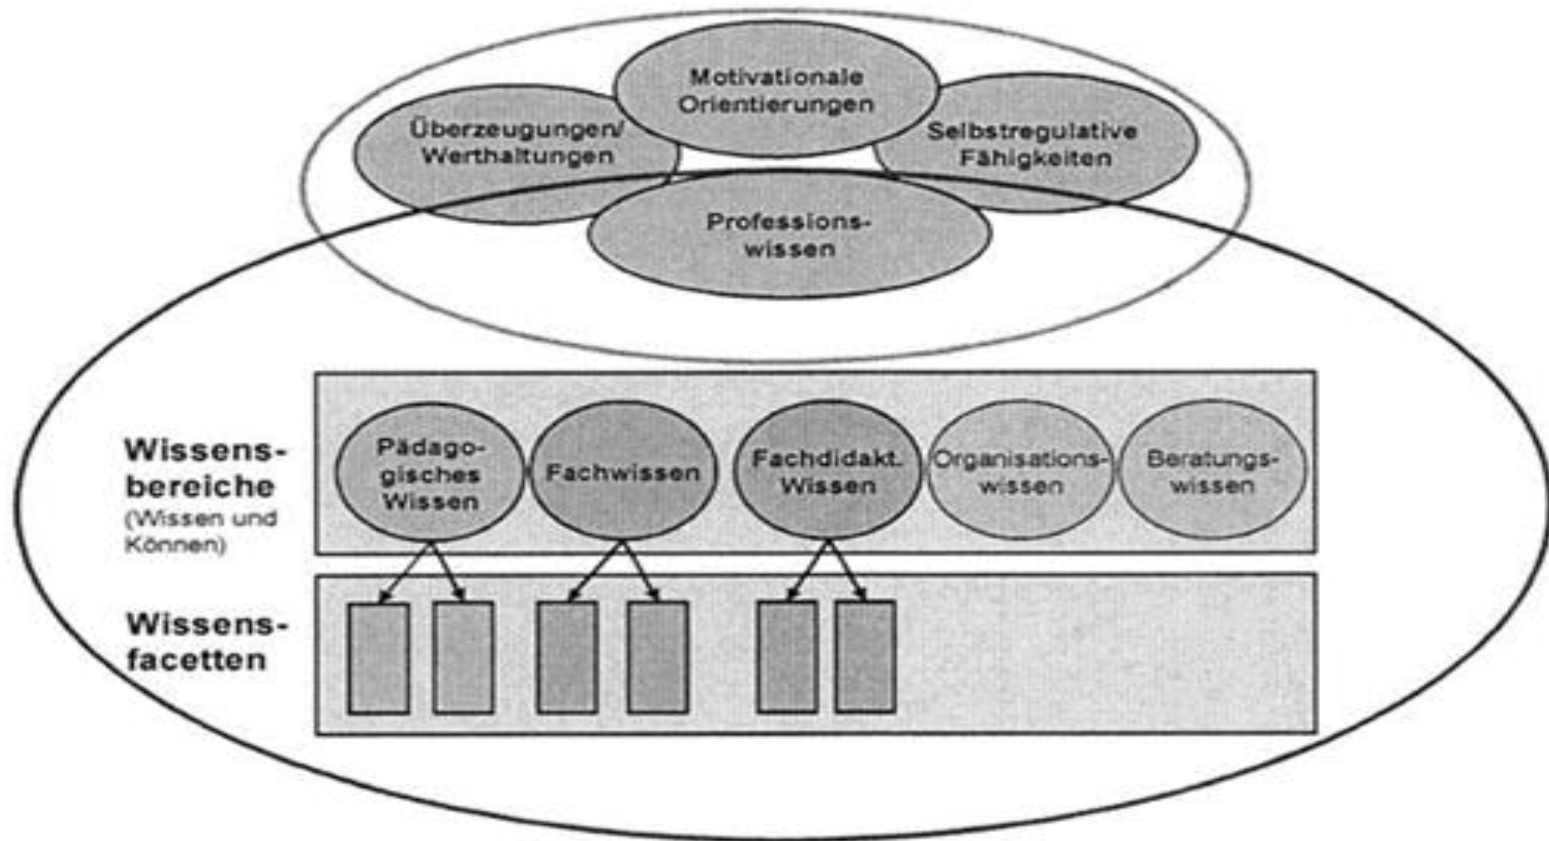 Motivationale
Orientierungen
Überzeugungen/
Werthaltungen
Selbstregulative
Fähigkeiten
Professions-
wissen
Wissens-
bereiche
(Wissen und
Können)
Pädago-
gisches
Wissen
Fachwissen
Fachdidakt.
Wissen
Organisations-
wissen
Beratungs-
wissen
Wissens-
facetten